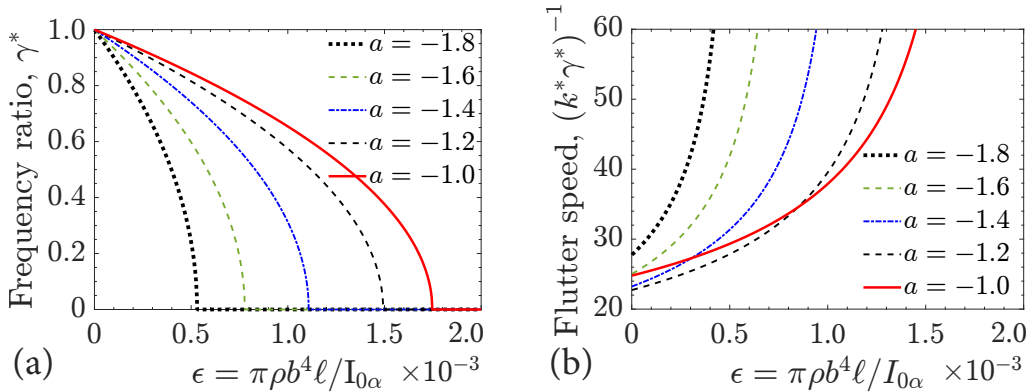 Frequency ratio, γ*
1.0
0.8
0.6
0.4
0.2
0
0
0.5
1.0
1.5
2.0
a = −1.8
a = −1.6
a = −1.4
a = −1.2
a = −1.0
(a)
ϵ = πρb⁴ℓ/I₀α ×10⁻³
Flutter speed, (k*γ*)⁻¹
60
50
40
30
20
0
0.5
1.0
1.5
2.0
a = −1.8
a = −1.6
a = −1.4
a = −1.2
a = −1.0
(b)
ϵ = πρb⁴ℓ/I₀α ×10⁻³